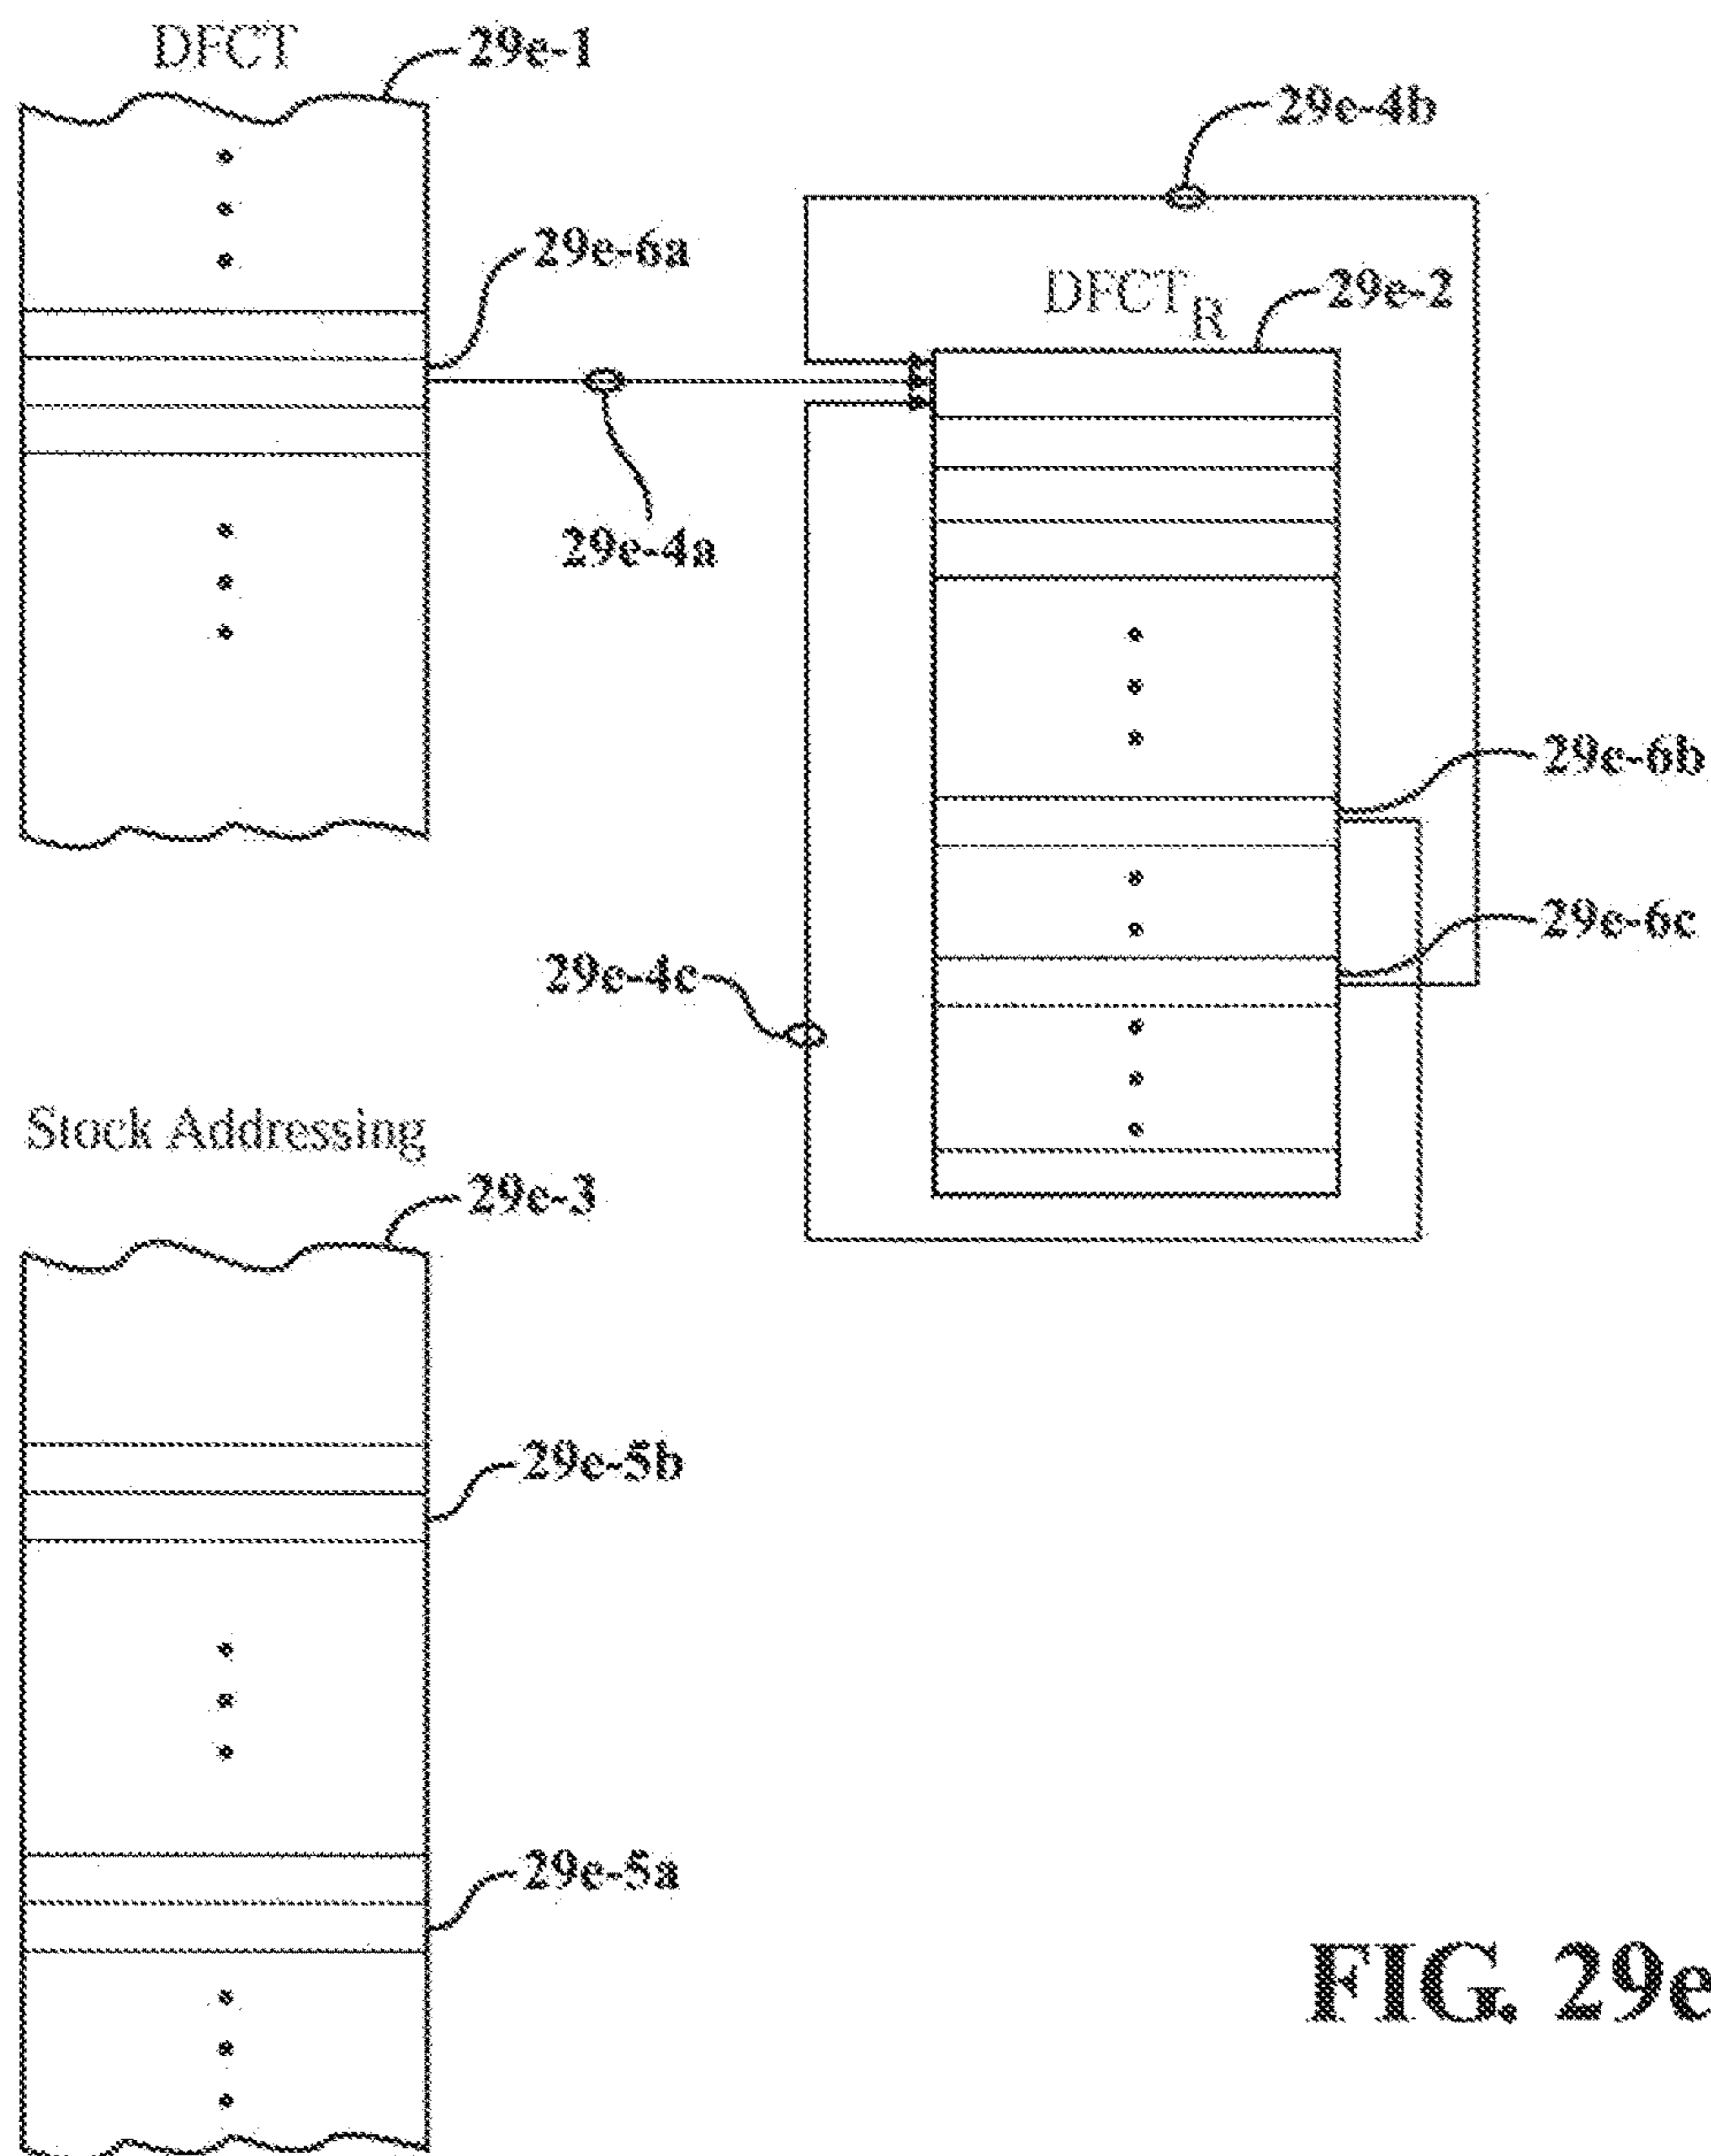 DFCT
29e-1
29e-4b
29e-6a
DFCTR
29e-2
29e-4a
29e-6b
29e-6c
29e-4c
Stock Addressing
29e-3
29e-5b
29e-5a
FIG. 29e